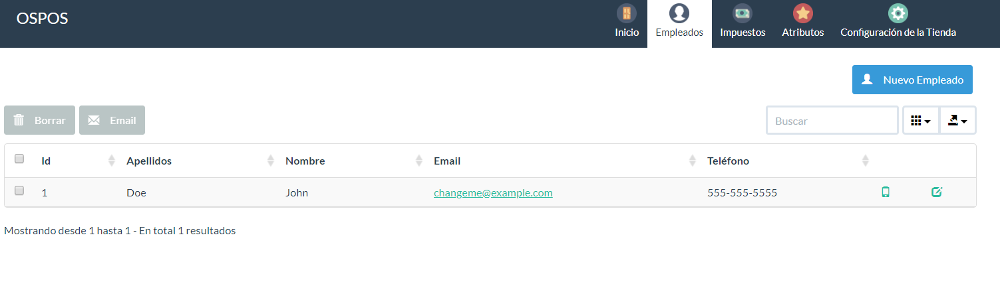 OSPOS
Inicio Empleados Impuestos Atributos Configuración de la Tienda
Nuevo Empleado
Borrar Email Buscar
Id Apellidos Nombre Email Teléfono
1 Doe John changeme@example.com 555-555-5555
Mostrando desde 1 hasta 1 - En total 1 resultados